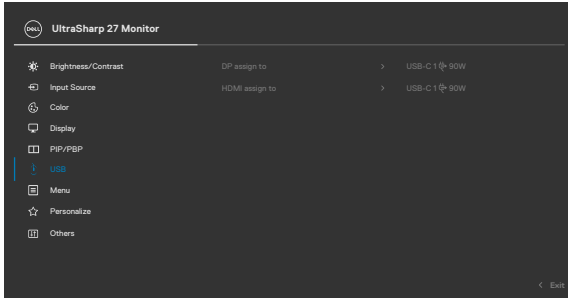 DELL UltraSharp 27 Monitor
Brightness/Contrast DP assign to > USB-C 1 90W
Input Source HDMI assign to > USB-C 1 90W
Color
Display
PIP/PBP
USB
Menu
Personalize
Others
< Exit